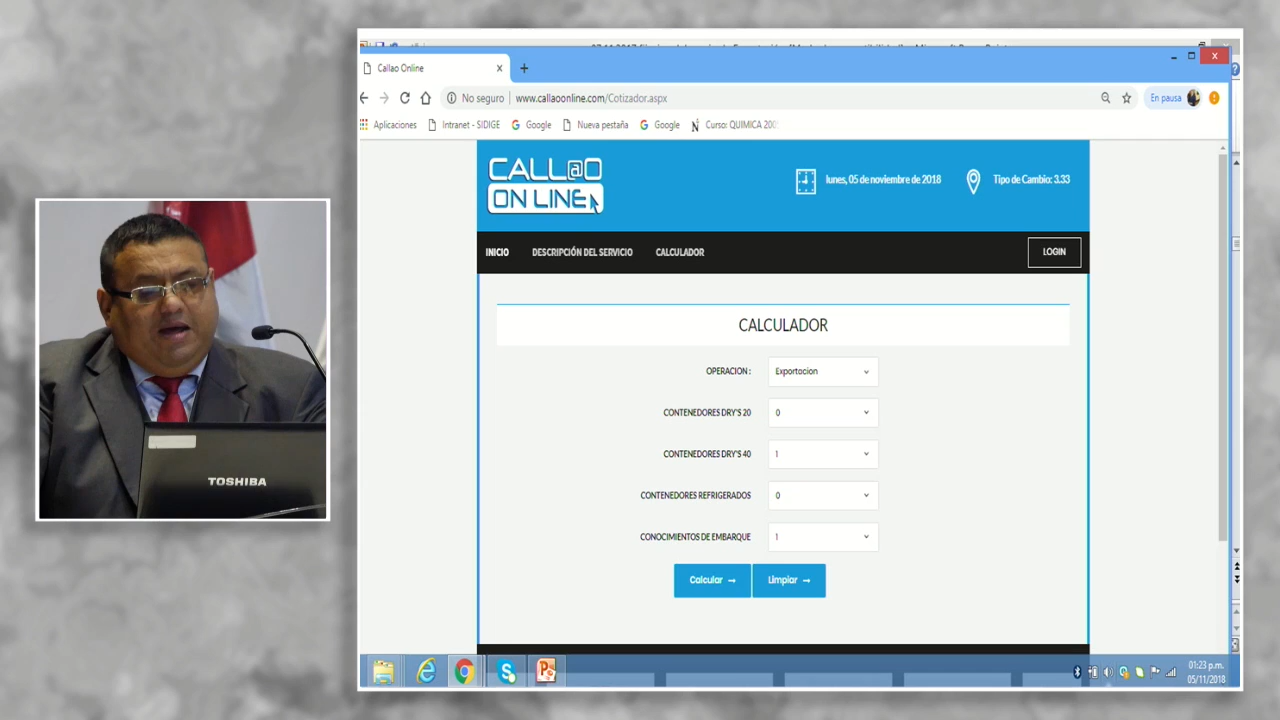 Callao Online
No seguro
www.callaoonline.com/Cotizador.aspx
En pausa
Aplicaciones
Intranet - SIDIGE
Google
Nueva pestaña
Google
Curso: QUIMICA
CALL@O
ON LINE
lunes, 05 de noviembre de 2018
Tipo de Cambio: 3.33
INICIO
DESCRIPCIÓN DEL SERVICIO
CALCULADOR
LOGIN
CALCULADOR
OPERACION : Exportacion
CONTENEDORES DRY'S 20 0
CONTENEDORES DRY'S 40 1
CONTENEDORES REFRIGERADOS 0
CONOCIMIENTOS DE EMBARQUE 1
Calcular →
Limpiar →
TOSHIBA
01:23 p.m.
05/11/2018